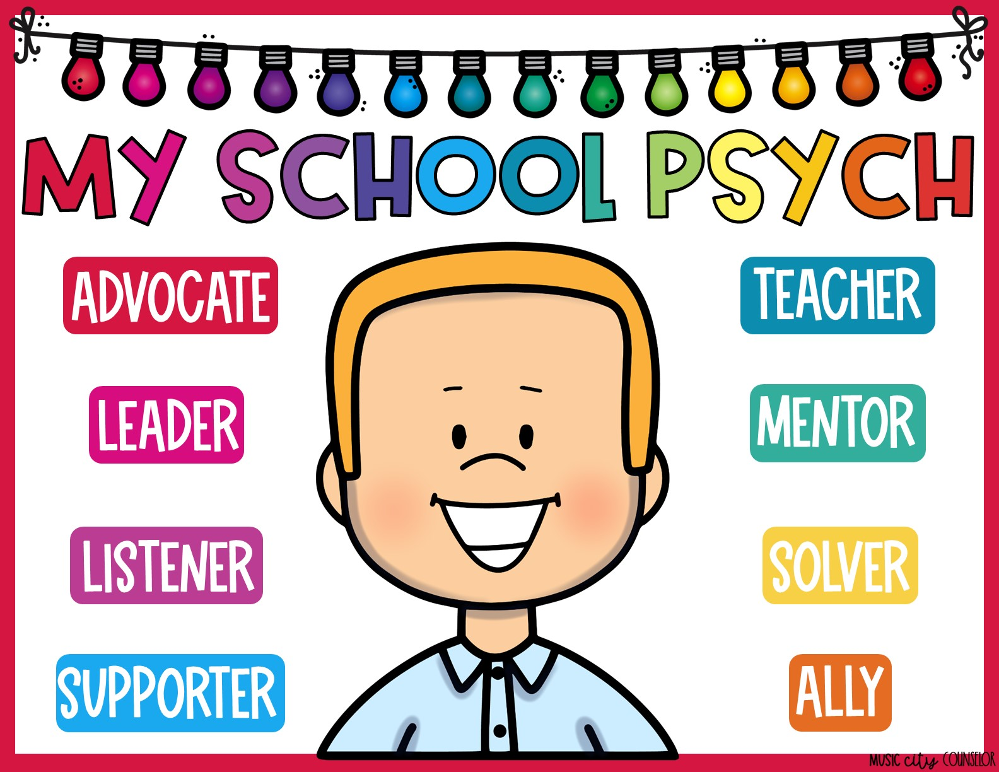 MY SCHOOL PSYCH
ADVOCATE
TEACHER
LEADER
MENTOR
LISTENER
SOLVER
SUPPORTER
ALLY
MUSIC city COUNSELOR